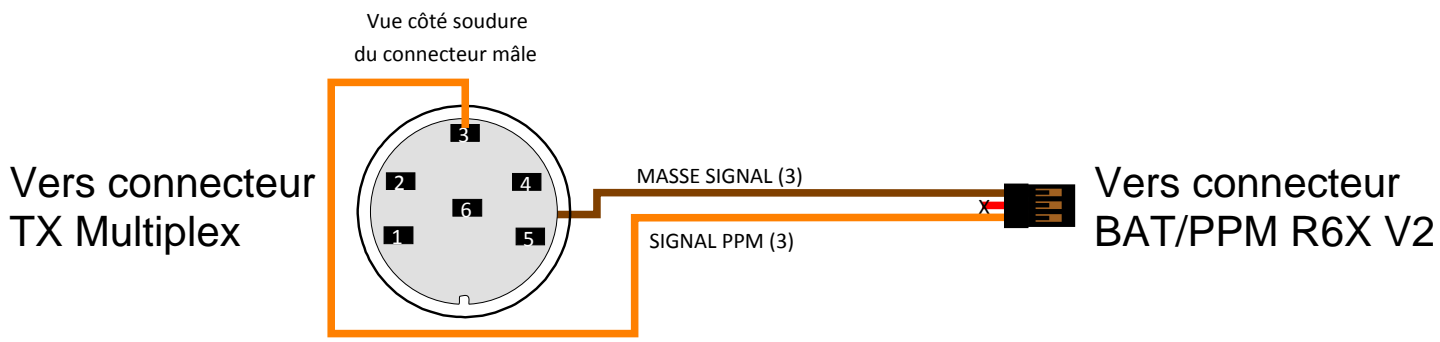 Vue côté soudure
du connecteur mâle
3
Vers connecteur
TX Multiplex
2
4
6
1
5
MASSE SIGNAL (3)
X
SIGNAL PPM (3)
Vers connecteur
BAT/PPM R6X V2